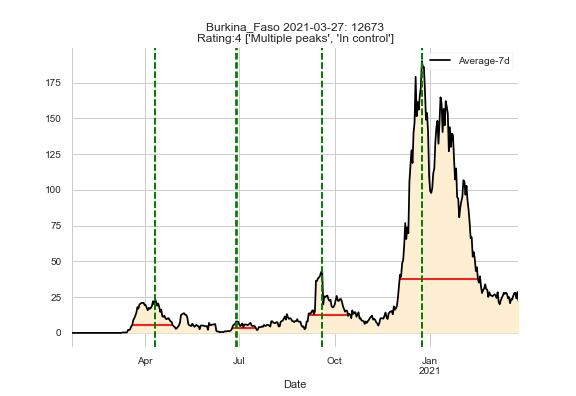 Burkina_Faso 2021-03-27: 12673
Rating:4 ['Multiple peaks', 'In control']
Average-7d
175
150
125
100
75
50
25
0
Apr
Jul
Oct
Jan
2021
Date